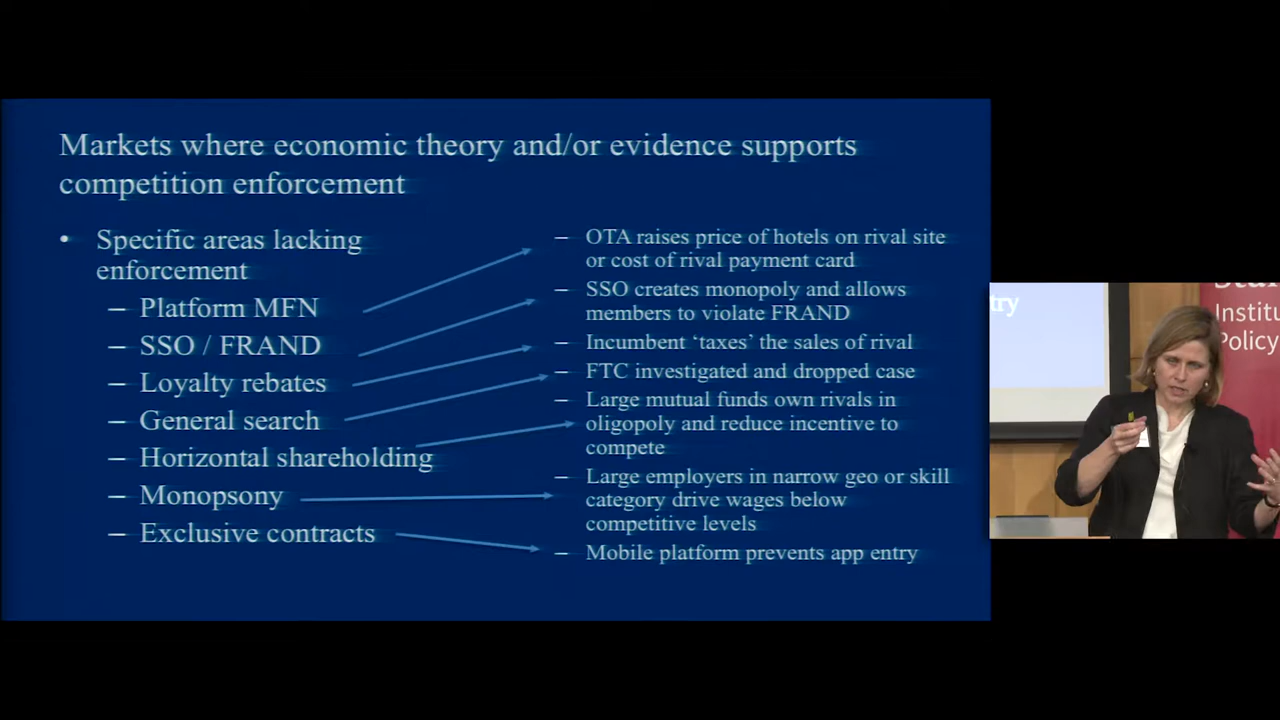 Markets where economic theory and/or evidence supports
competition enforcement
• Specific areas lacking
enforcement
– Platform MFN
– SSO / FRAND
– Loyalty rebates
– General search
– Horizontal shareholding
– Monopsony
– Exclusive contracts
– OTA raises price of hotels on rival site
or cost of rival payment card
– SSO creates monopoly and allows
members to violate FRAND
– Incumbent ‘taxes’ the sales of rival
– FTC investigated and dropped case
– Large mutual funds own rivals in
oligopoly and reduce incentive to
compete
– Large employers in narrow geo or skill
category drive wages below
competitive levels
– Mobile platform prevents app entry
Policy